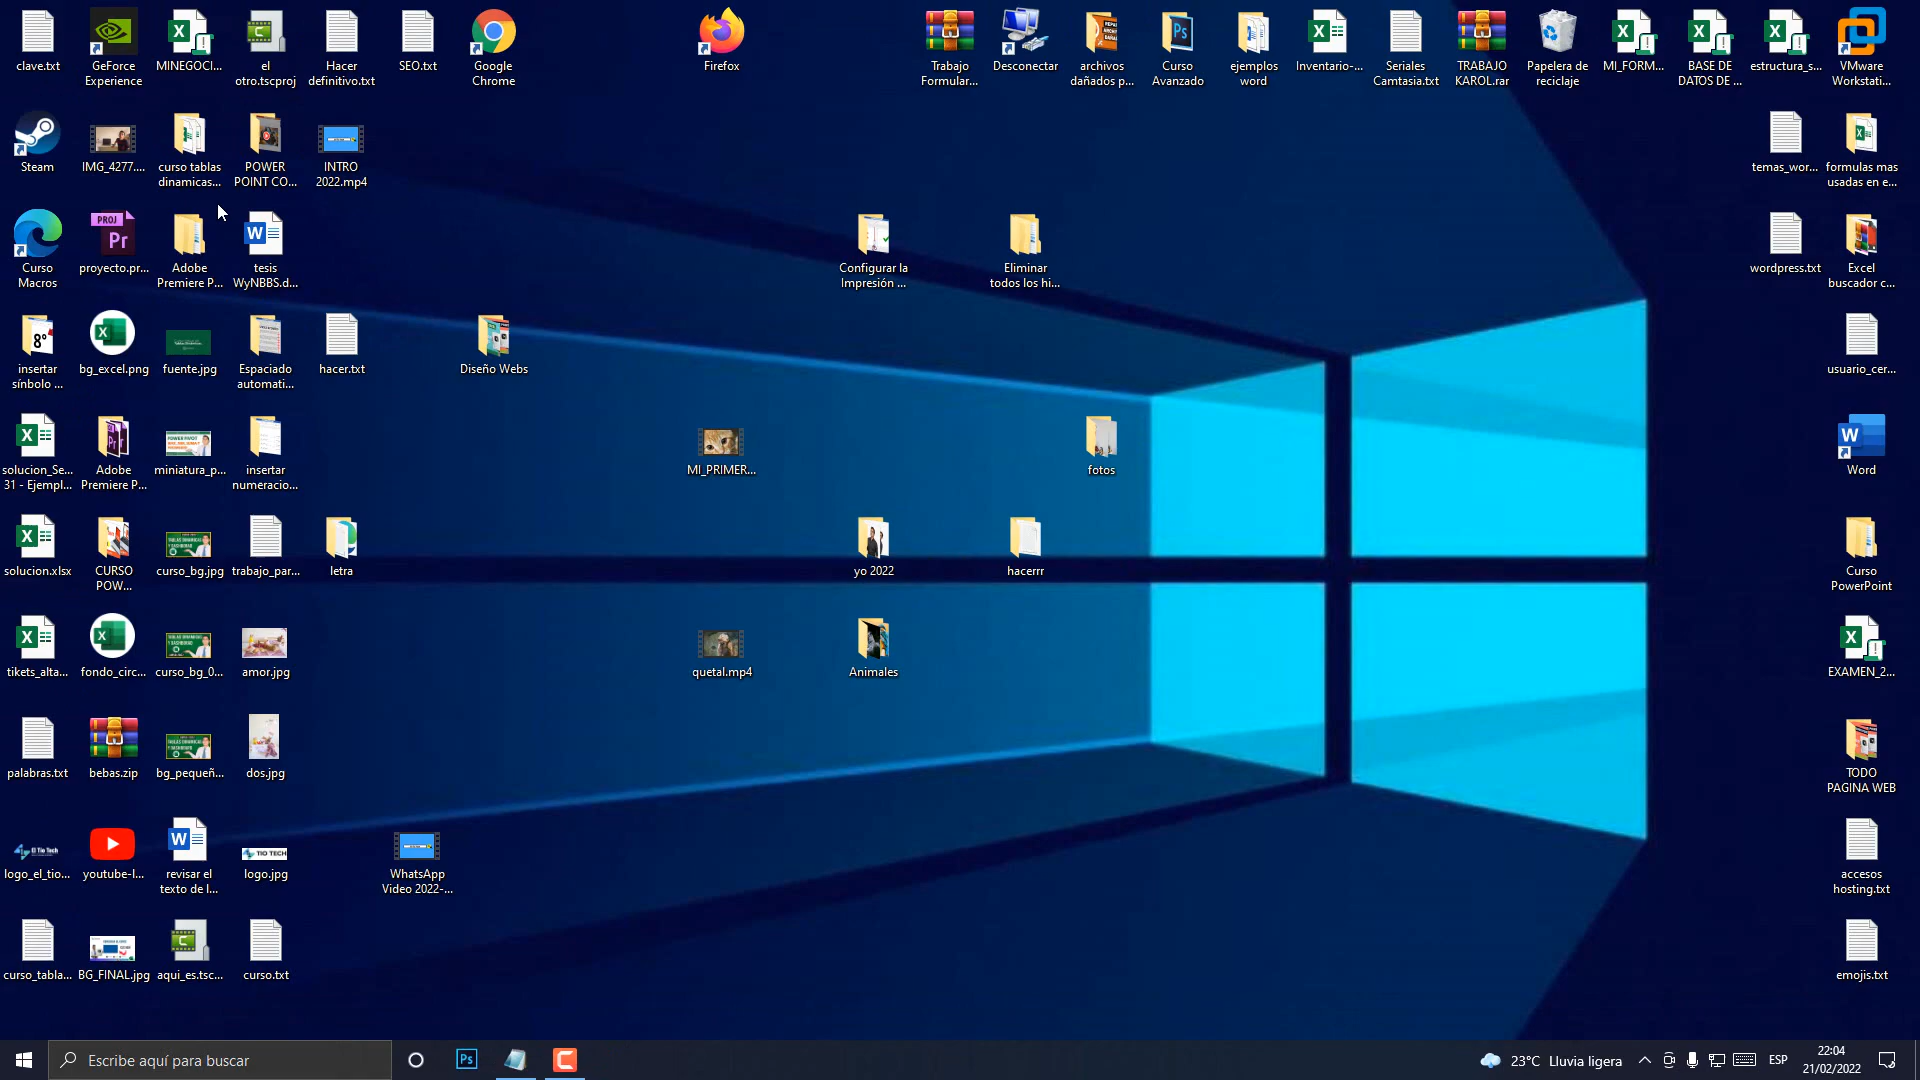 clave.txt
GeForce
Experience
MINEGOCI...
el
otro.tscproj
Hacer
definitivo.txt
SEO.txt
Google
Chrome
Firefox
Trabajo
Formular...
Desconectar
archivos
dañados p...
Curso
Avanzado
ejemplos
word
Inventario-...
Seriales
Camtasia.txt
TRABAJO
KAROL.rar
Papelera de
reciclaje
MI_FORM...
BASE DE
DATOS DE ...
estructura_s...
VMware
Workstati...
Steam
IMG_4277....
curso tablas
dinamicas...
POWER
POINT CO...
INTRO
2022.mp4
temas_wor...
formulas mas
usadas en e...
Curso
Macros
proyecto.pr...
Adobe
Premiere P...
tesis
WyNBBS.d...
Configurar la
Impresión ...
Eliminar
todos los hi...
wordpress.txt
Excel
buscador c...
insertar
sínbolo ...
bg_excel.png
fuente.jpg
Espaciado
automati...
hacer.txt
Diseño Webs
usuario_cer...
solucion_Se...
31 - Ejempl...
Adobe
Premiere P...
miniatura_p...
insertar
numeracio...
MI_PRIMER...
fotos
Word
solucion.xlsx
CURSO
POW...
curso_bg.jpg
trabajo_par...
letra
yo 2022
hacerrr
Curso
PowerPoint
tikets_alta...
fondo_circ...
curso_bg_0...
amor.jpg
quetal.mp4
Animales
EXAMEN_2...
palabras.txt
bebas.zip
bg_pequeñ...
dos.jpg
TODO
PAGINA WEB
logo_el_tio...
youtube-l...
revisar el
texto de l...
logo.jpg
WhatsApp
Video 2022-...
accesos
hosting.txt
curso_tabla...
BG_FINAL.jpg
aqui_es.tsc...
curso.txt
emojis.txt
Escribe aquí para buscar
23°C Lluvia ligera
ESP
22:04
21/02/2022